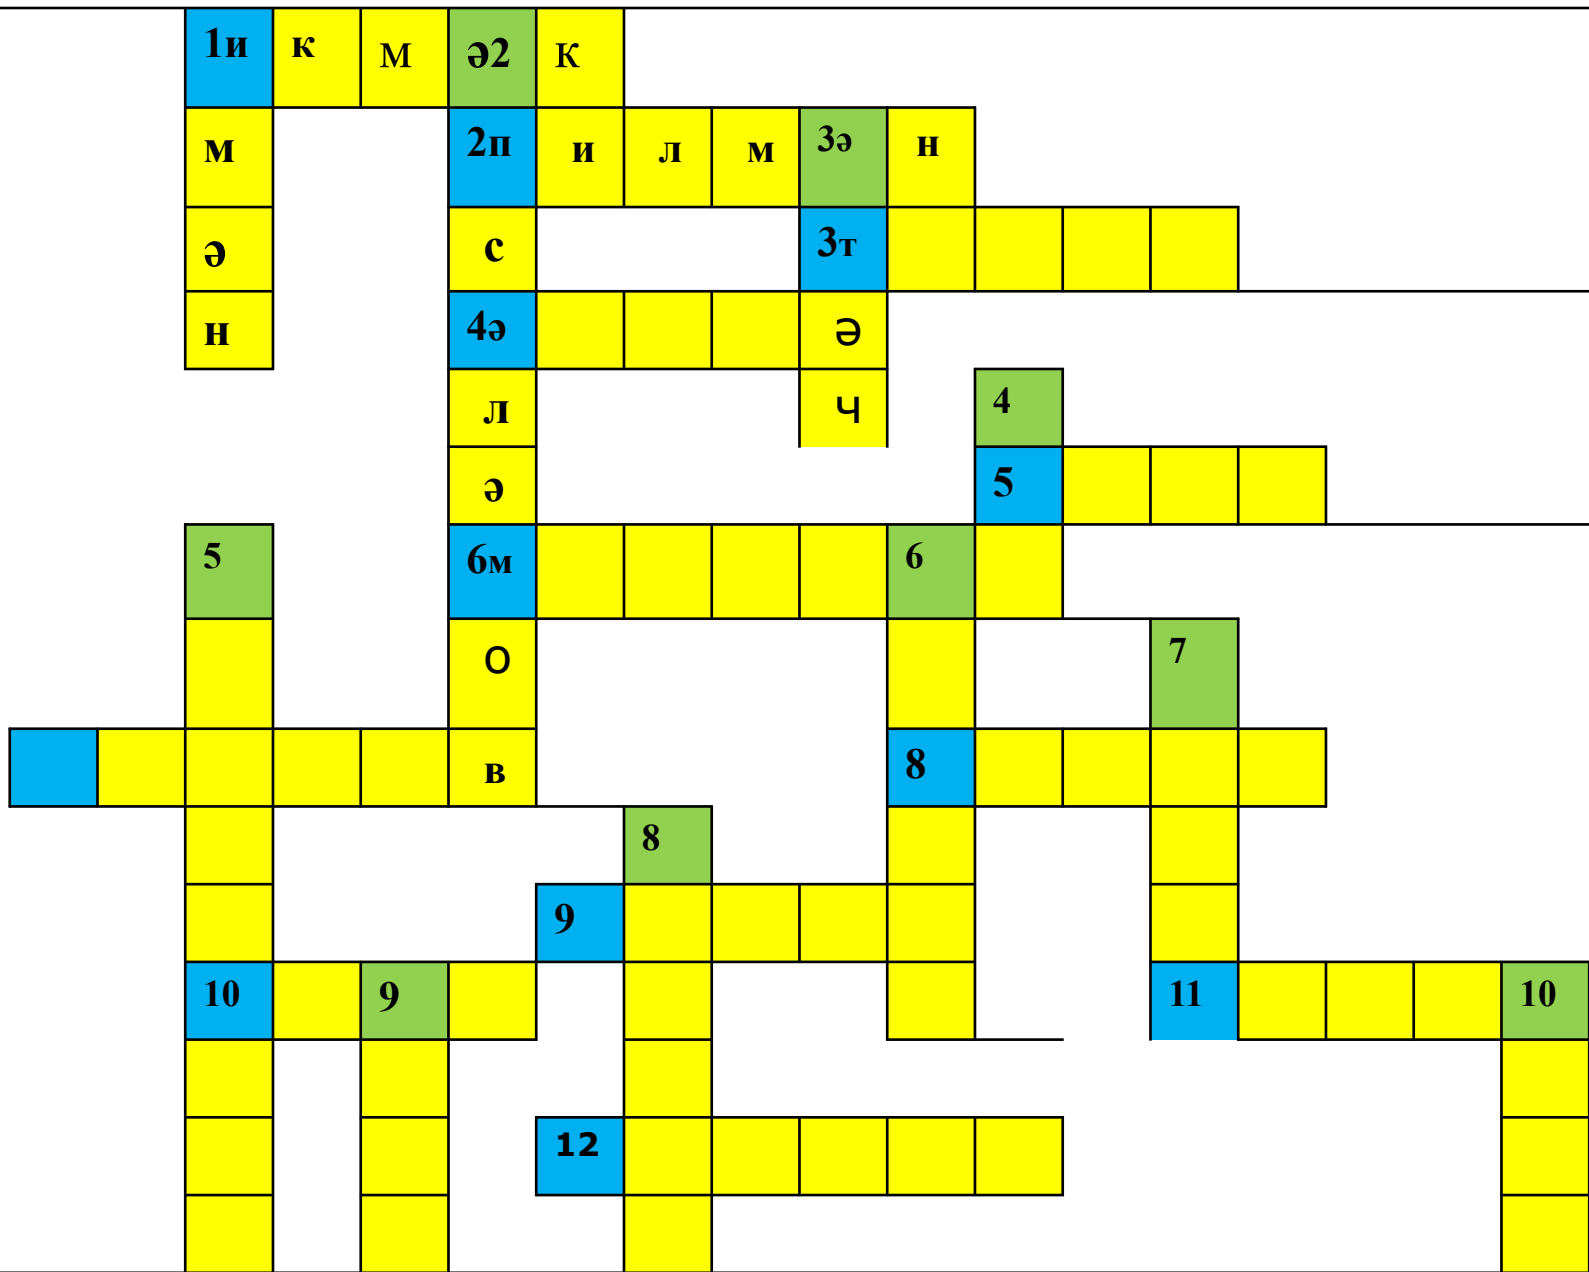 1и к м ә2 к
м 2п и л м 3ә н
ә с 3т
н 4ә ә
л ч 4
ә 5
5 6м 6
о 7
в 8
8
9
10 9 11 10
12